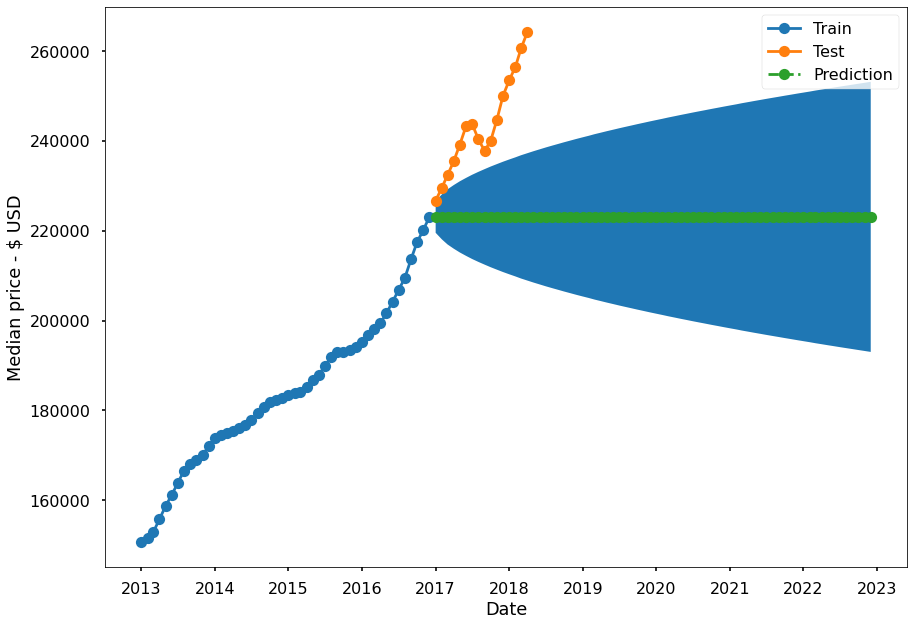 Train
Test
Prediction
Median price - $ USD
260000
240000
220000
200000
180000
160000
2013 2014 2015 2016 2017 2018 2019 2020 2021 2022 2023
Date